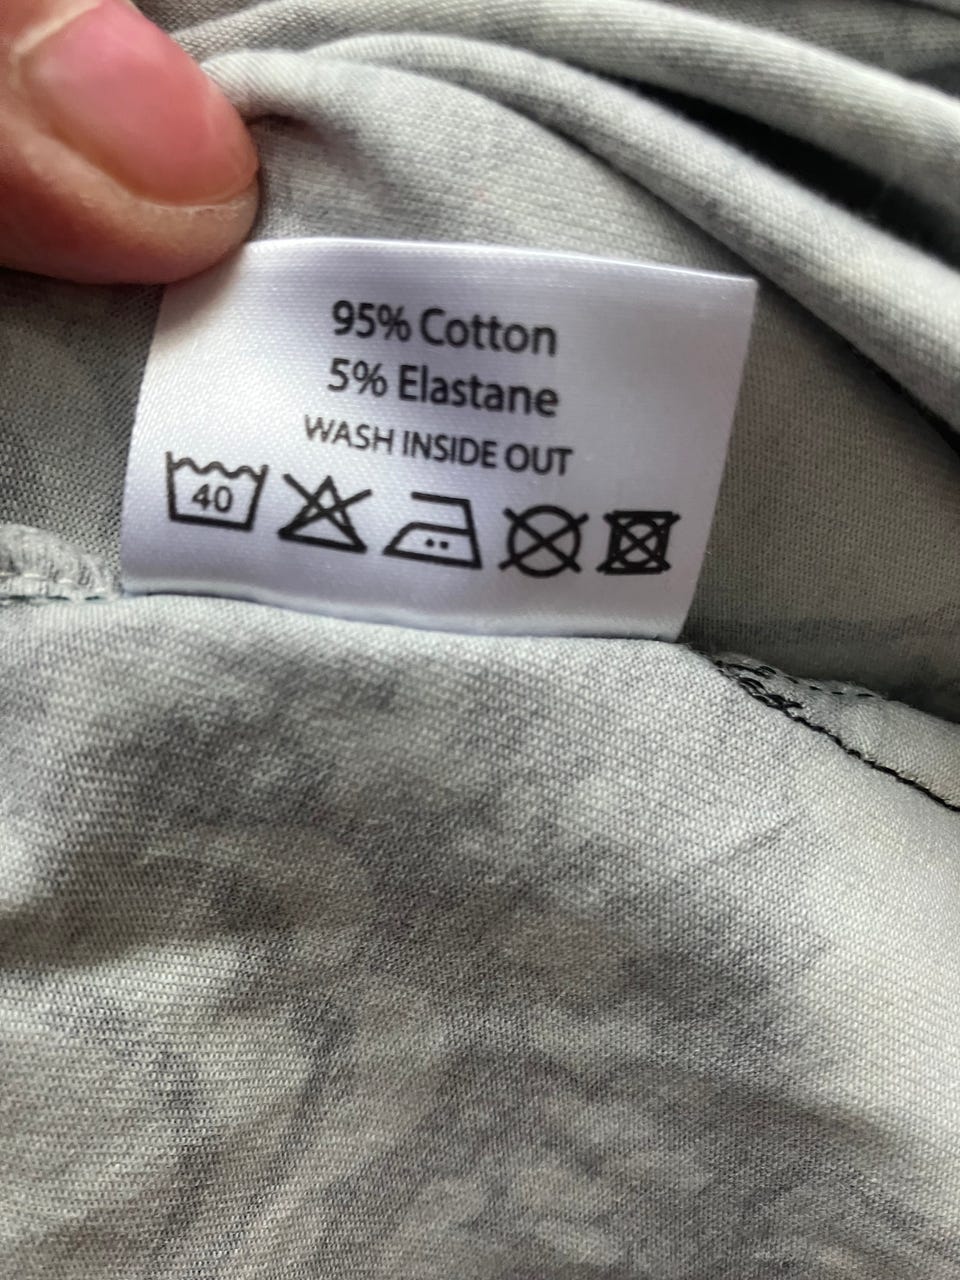 95% Cotton
5% Elastane
WASH INSIDE OUT
40